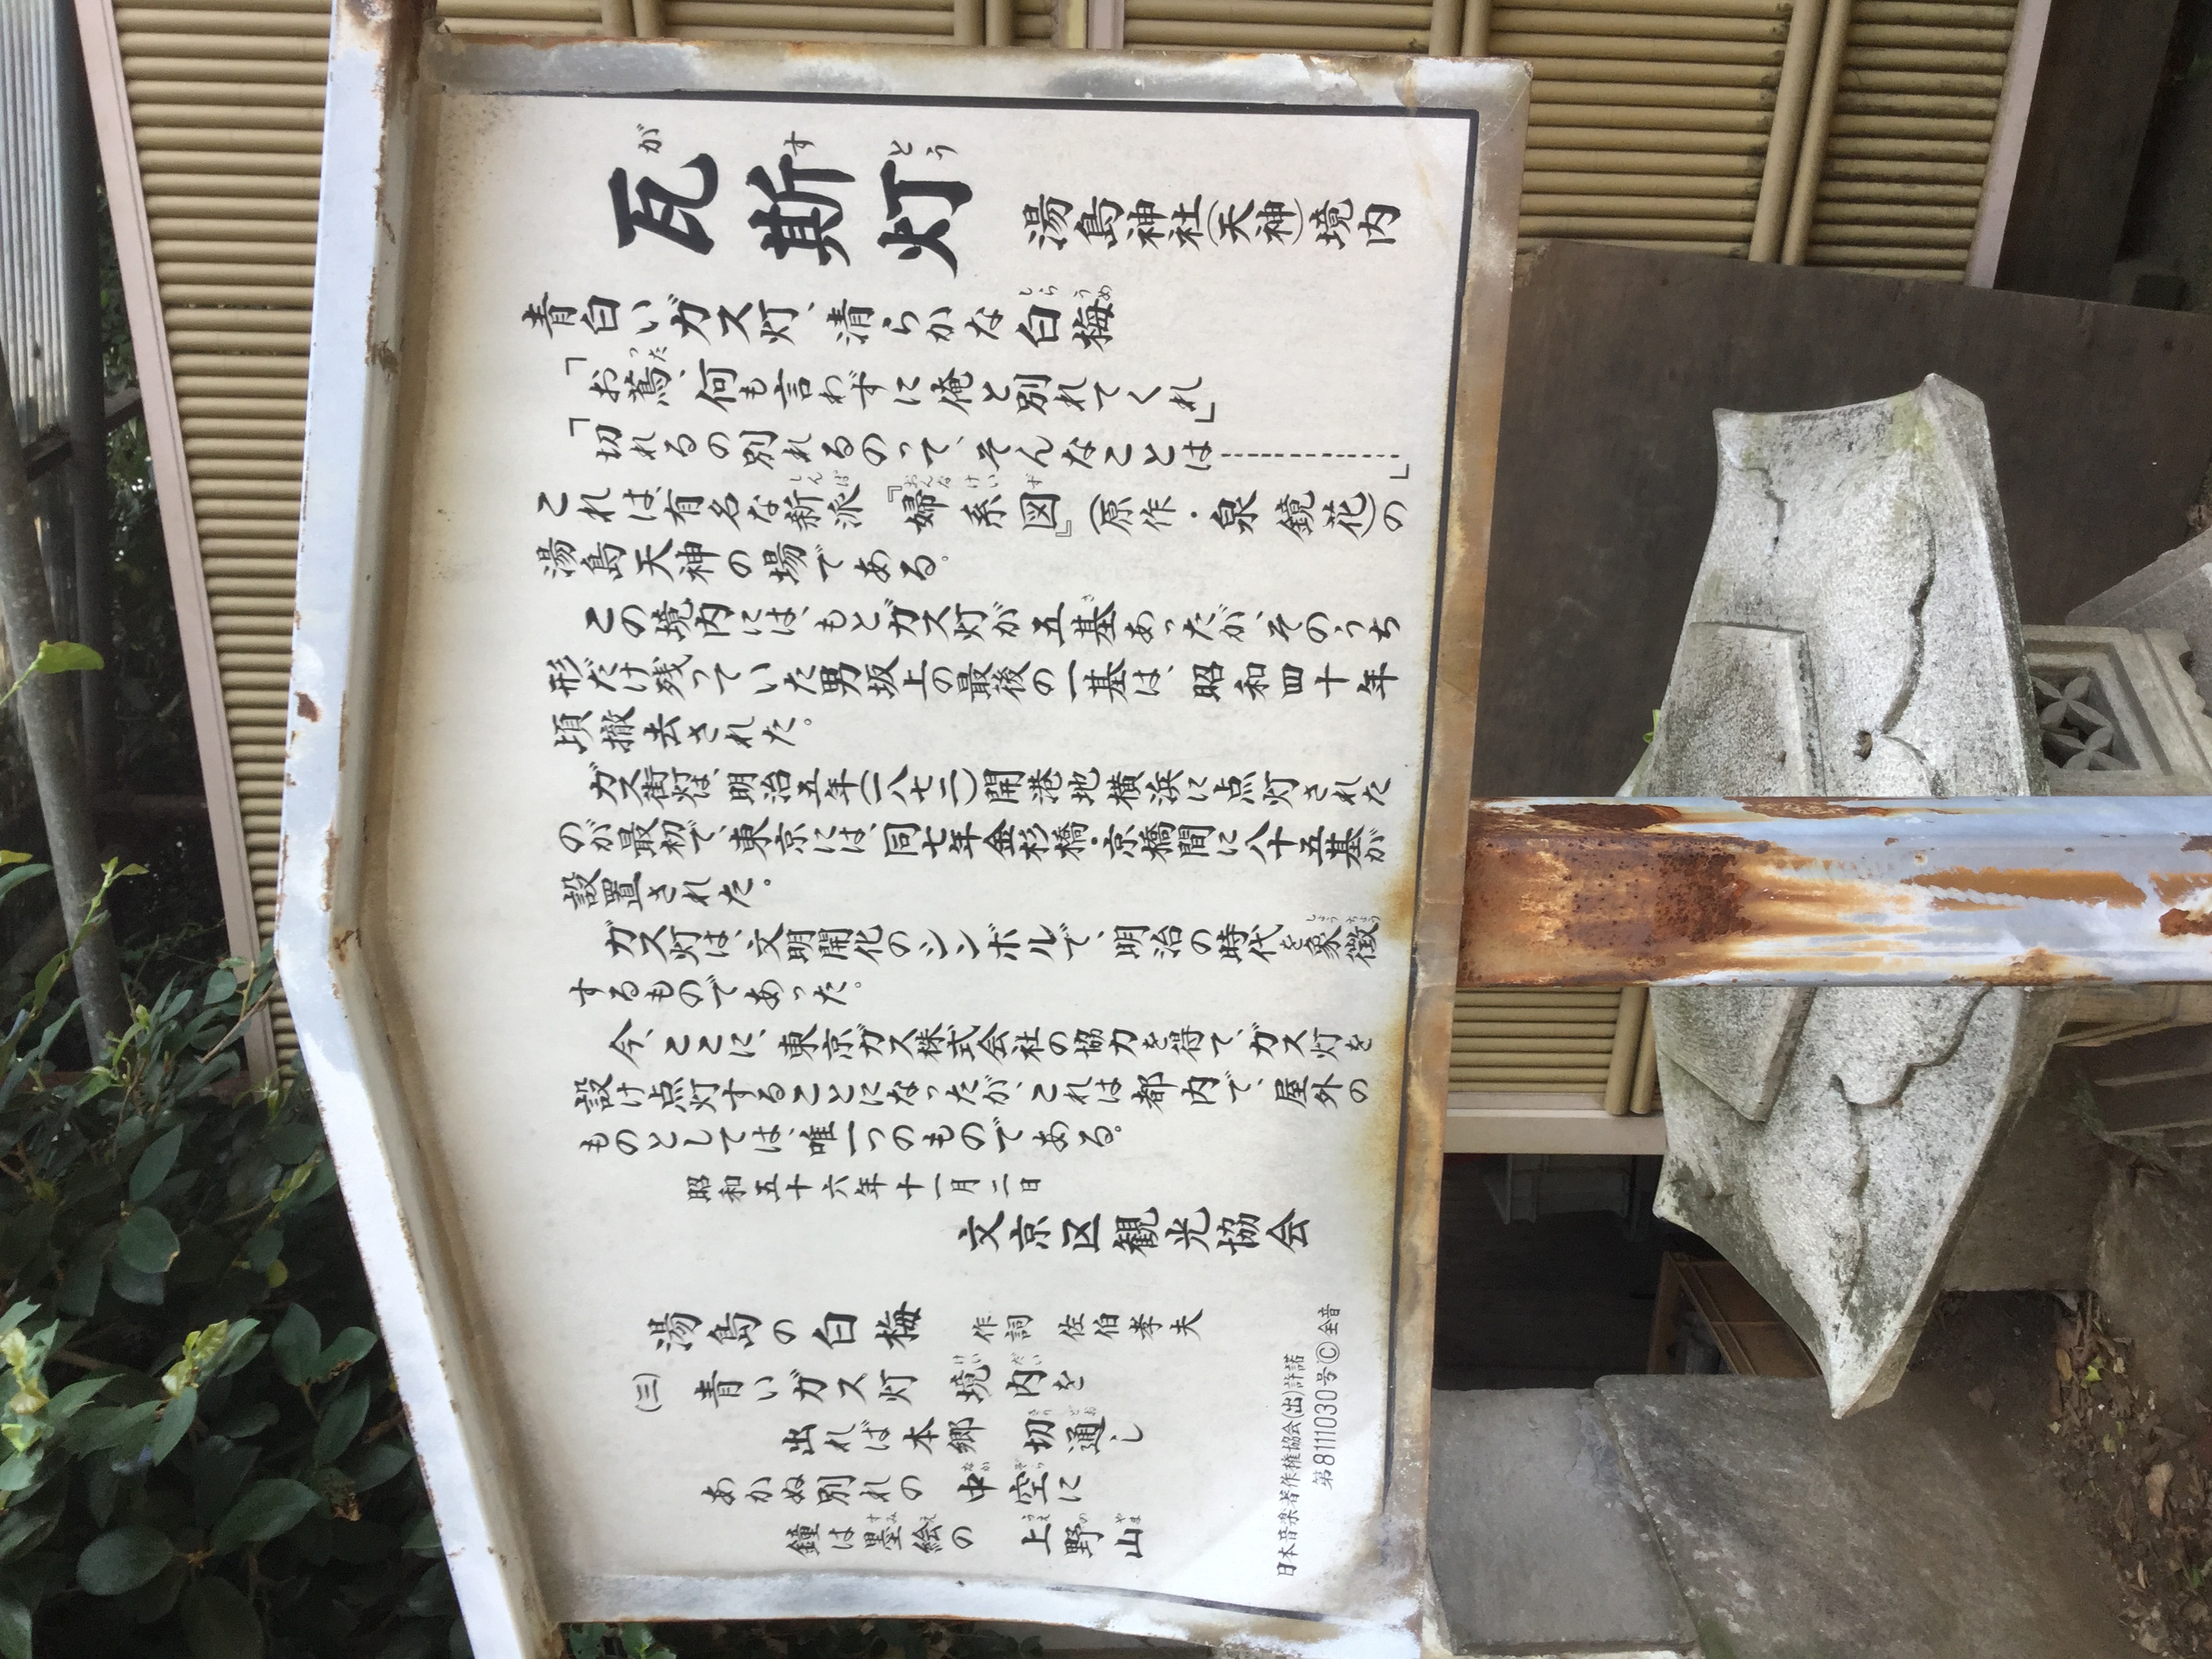 瓦斯灯 湯島神社(天神)境内
青白いガス灯、清らかな白梅
「お蔦、何も言わずに俺と別れてくれ」
「切れるの別れるのって、そんなことは--------」
これは、有名な新派『婦系図』(原作・泉 鏡花)の
湯島天神の場である。
この境内には、もとガス灯が五基あったが、そのうち
形だけ残っていた男坂上の最後の一基は、昭和四十年
頃撤去された。
ガス街灯は、明治五年(一八七二)開港地横浜に点灯された
のが最初で、東京には、同七年金杉橋・京橋間に八十五基が
設置された。
ガス灯は、文明開化のシンボルで、明治の時代を象徴
するものであった。
今、ここに、東京ガス株式会社の協力を得て、ガス灯を
設け点灯することになったが、これは都内で、屋外の
ものとしては、唯一つのものである。
昭和五十六年十一月二日
文京区観光協会
湯島の白梅 作詞 佐伯孝夫
(三) 青いガス灯 境内を
出れば本郷 切通し
あかぬ別れの 中空に
鐘は墨絵の 上野山
日本音楽著作権協会(出)許諾
第8111030号Ⓒ全音